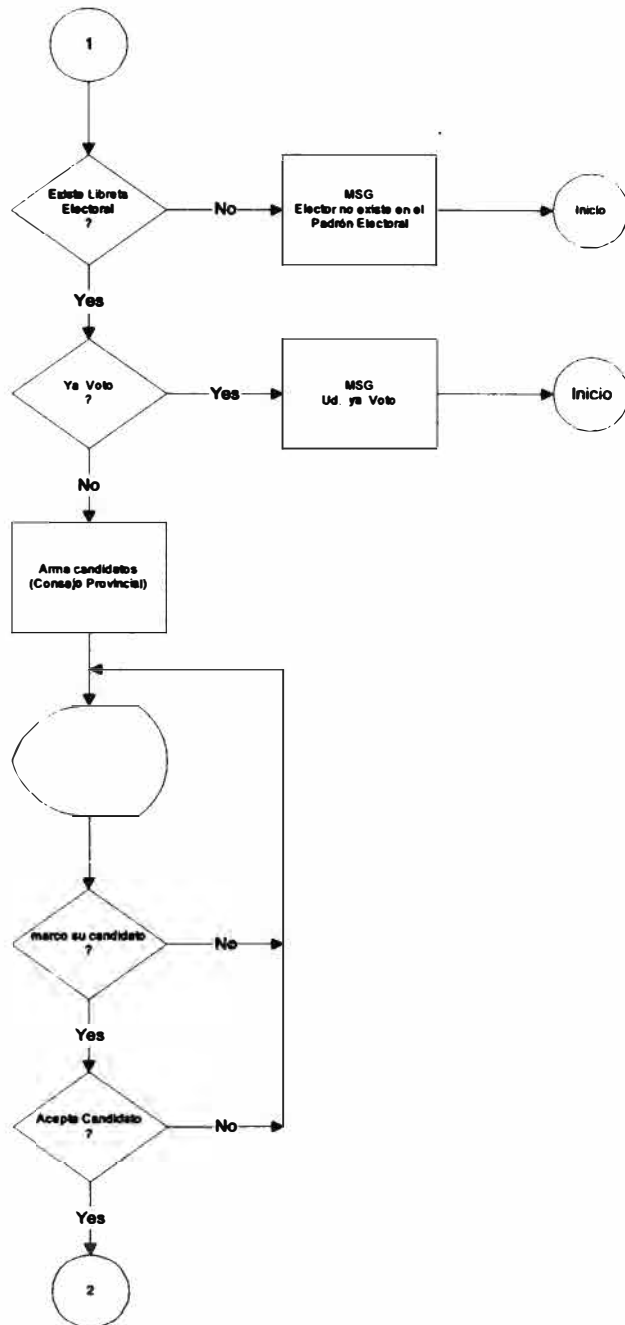 1
Existe Libreta
Electoral
?
No
MSG
Elector no existe en el
Padrón Electoral
Inicio
Yes
Ya Voto
?
Yes
MSG
Ud. ya Voto
Inicio
No
Arma candidatos
(Consejo Provincial)
marco su candidato
?
No
Yes
Acepta Candidato
?
No
Yes
2